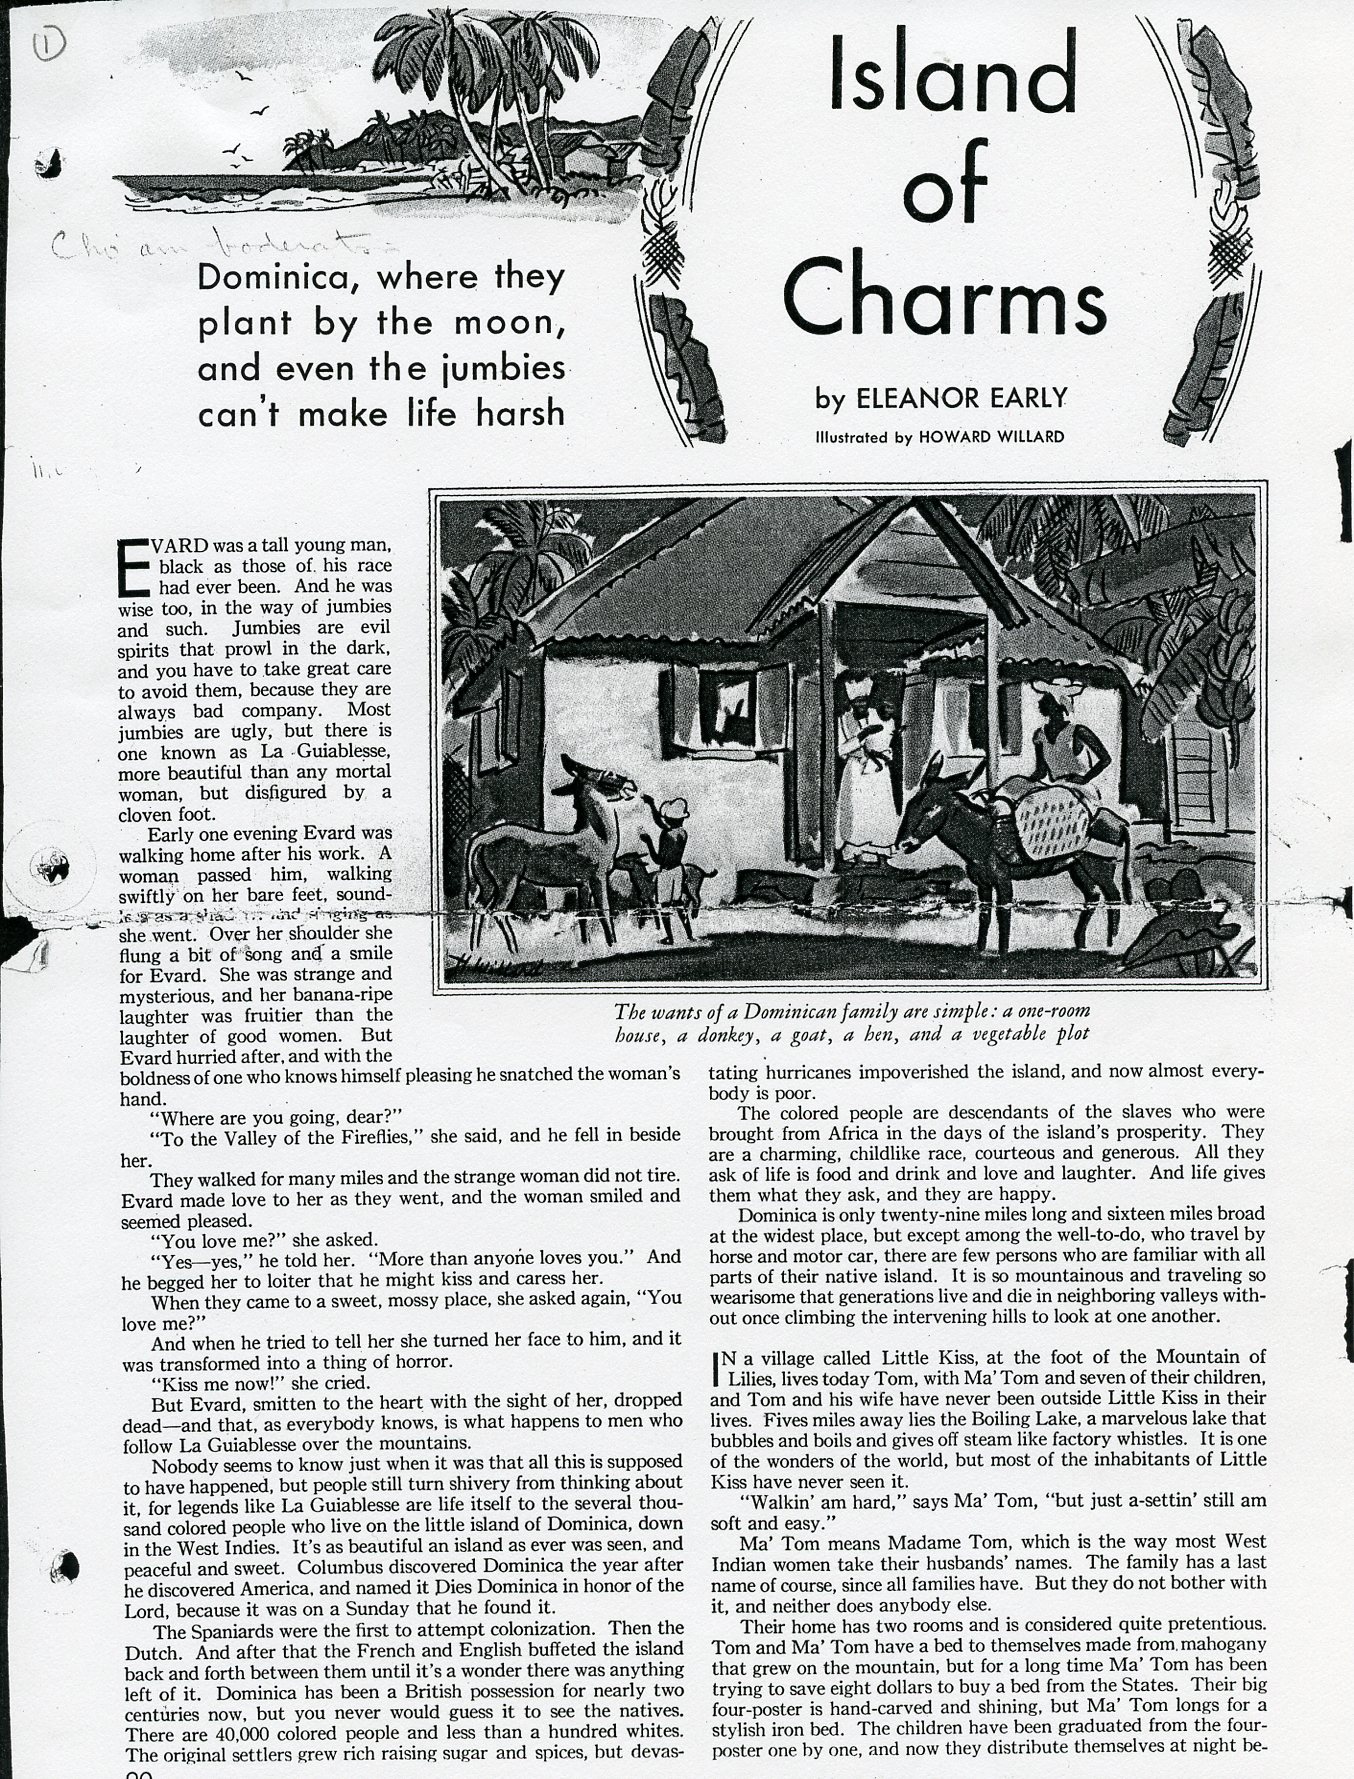 1
Island
of
Charms
by ELEANOR EARLY
Illustrated by HOWARD WILLARD
Dominica, where they
plant by the moon,
and even the jumbies
can't make life harsh
EVARD was a tall young man,
black as those of his race
had ever been. And he was
wise too, in the way of jumbies
and such. Jumbies are evil
spirits that prowl in the dark,
and you have to take great care
to avoid them, because they are
always bad company. Most
jumbies are ugly, but there is
one known as La Guiablesse,
more beautiful than any mortal
woman, but disfigured by a
cloven foot.
Early one evening Evard was
walking home after his work. A
woman passed him, walking
swiftly on her bare feet, sound-
less as a shadow and singing as
she went. Over her shoulder she
flung a bit of song and a smile
for Evard. She was strange and
mysterious, and her banana-ripe
laughter was fruitier than the
laughter of good women. But
Evard hurried after, and with the
boldness of one who knows himself pleasing he snatched the woman's
hand.
"Where are you going, dear?"
"To the Valley of the Fireflies," she said, and he fell in beside
her.
They walked for many miles and the strange woman did not tire.
Evard made love to her as they went, and the woman smiled and
seemed pleased.
"You love me?" she asked.
"Yes—yes," he told her. "More than anyone loves you." And
he begged her to loiter that he might kiss and caress her.
When they came to a sweet, mossy place, she asked again, "You
love me?"
And when he tried to tell her she turned her face to him, and it
was transformed into a thing of horror.
"Kiss me now!" she cried.
But Evard, smitten to the heart with the sight of her, dropped
dead—and that, as everybody knows, is what happens to men who
follow La Guiablesse over the mountains.
Nobody seems to know just when it was that all this is supposed
to have happened, but people still turn shivery from thinking about
it, for legends like La Guiablesse are life itself to the several thou-
sand colored people who live on the little island of Dominica, down
in the West Indies. It's as beautiful an island as ever was seen, and
peaceful and sweet. Columbus discovered Dominica the year after
he discovered America, and named it Dies Dominica in honor of the
Lord, because it was on a Sunday that he found it.
The Spaniards were the first to attempt colonization. Then the
Dutch. And after that the French and English buffeted the island
back and forth between them until it's a wonder there was anything
left of it. Dominica has been a British possession for nearly two
centuries now, but you never would guess it to see the natives.
There are 40,000 colored people and less than a hundred whites.
The original settlers grew rich raising sugar and spices, but devas-
H. Willard
The wants of a Dominican family are simple: a one-room
house, a donkey, a goat, a hen, and a vegetable plot
tating hurricanes impoverished the island, and now almost every-
body is poor.
The colored people are descendants of the slaves who were
brought from Africa in the days of the island's prosperity. They
are a charming, childlike race, courteous and generous. All they
ask of life is food and drink and love and laughter. And life gives
them what they ask, and they are happy.
Dominica is only twenty-nine miles long and sixteen miles broad
at the widest place, but except among the well-to-do, who travel by
horse and motor car, there are few persons who are familiar with all
parts of their native island. It is so mountainous and traveling so
wearisome that generations live and die in neighboring valleys with-
out once climbing the intervening hills to look at one another.
IN a village called Little Kiss, at the foot of the Mountain of
Lilies, lives today Tom, with Ma' Tom and seven of their children,
and Tom and his wife have never been outside Little Kiss in their
lives. Fives miles away lies the Boiling Lake, a marvelous lake that
bubbles and boils and gives off steam like factory whistles. It is one
of the wonders of the world, but most of the inhabitants of Little
Kiss have never seen it.
"Walkin' am hard," says Ma' Tom, "but just a-settin' still am
soft and easy."
Ma' Tom means Madame Tom, which is the way most West
Indian women take their husbands' names. The family has a last
name of course, since all families have. But they do not bother with
it, and neither does anybody else.
Their home has two rooms and is considered quite pretentious.
Tom and Ma' Tom have a bed to themselves made from mahogany
that grew on the mountain, but for a long time Ma' Tom has been
trying to save eight dollars to buy a bed from the States. Their big
four-poster is hand-carved and shining, but Ma' Tom longs for a
stylish iron bed. The children have been graduated from the four-
poster one by one, and now they distribute themselves at night be-